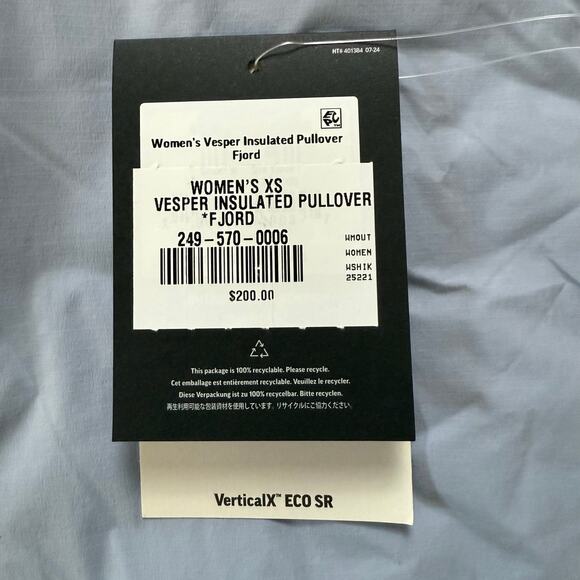 HT# 401384 07-24
Women's Vesper Insulated Pullover
Fjord
WOMEN'S XS
VESPER INSULATED PULLOVER
*FJORD
249-570-0006
WMOUT
WOMEN
WSHIK
25221
$200.00
This package is 100% recyclable. Please recycle.
Cet emballage est entièrement recyclable. Veuillez le recycler.
Diese Verpackung ist zu 100% recycelbar. Bitte recyclen.
再生利用可能な包装資材を使用しています。リサイクルにご協力ください。
VerticalX™ ECO SR